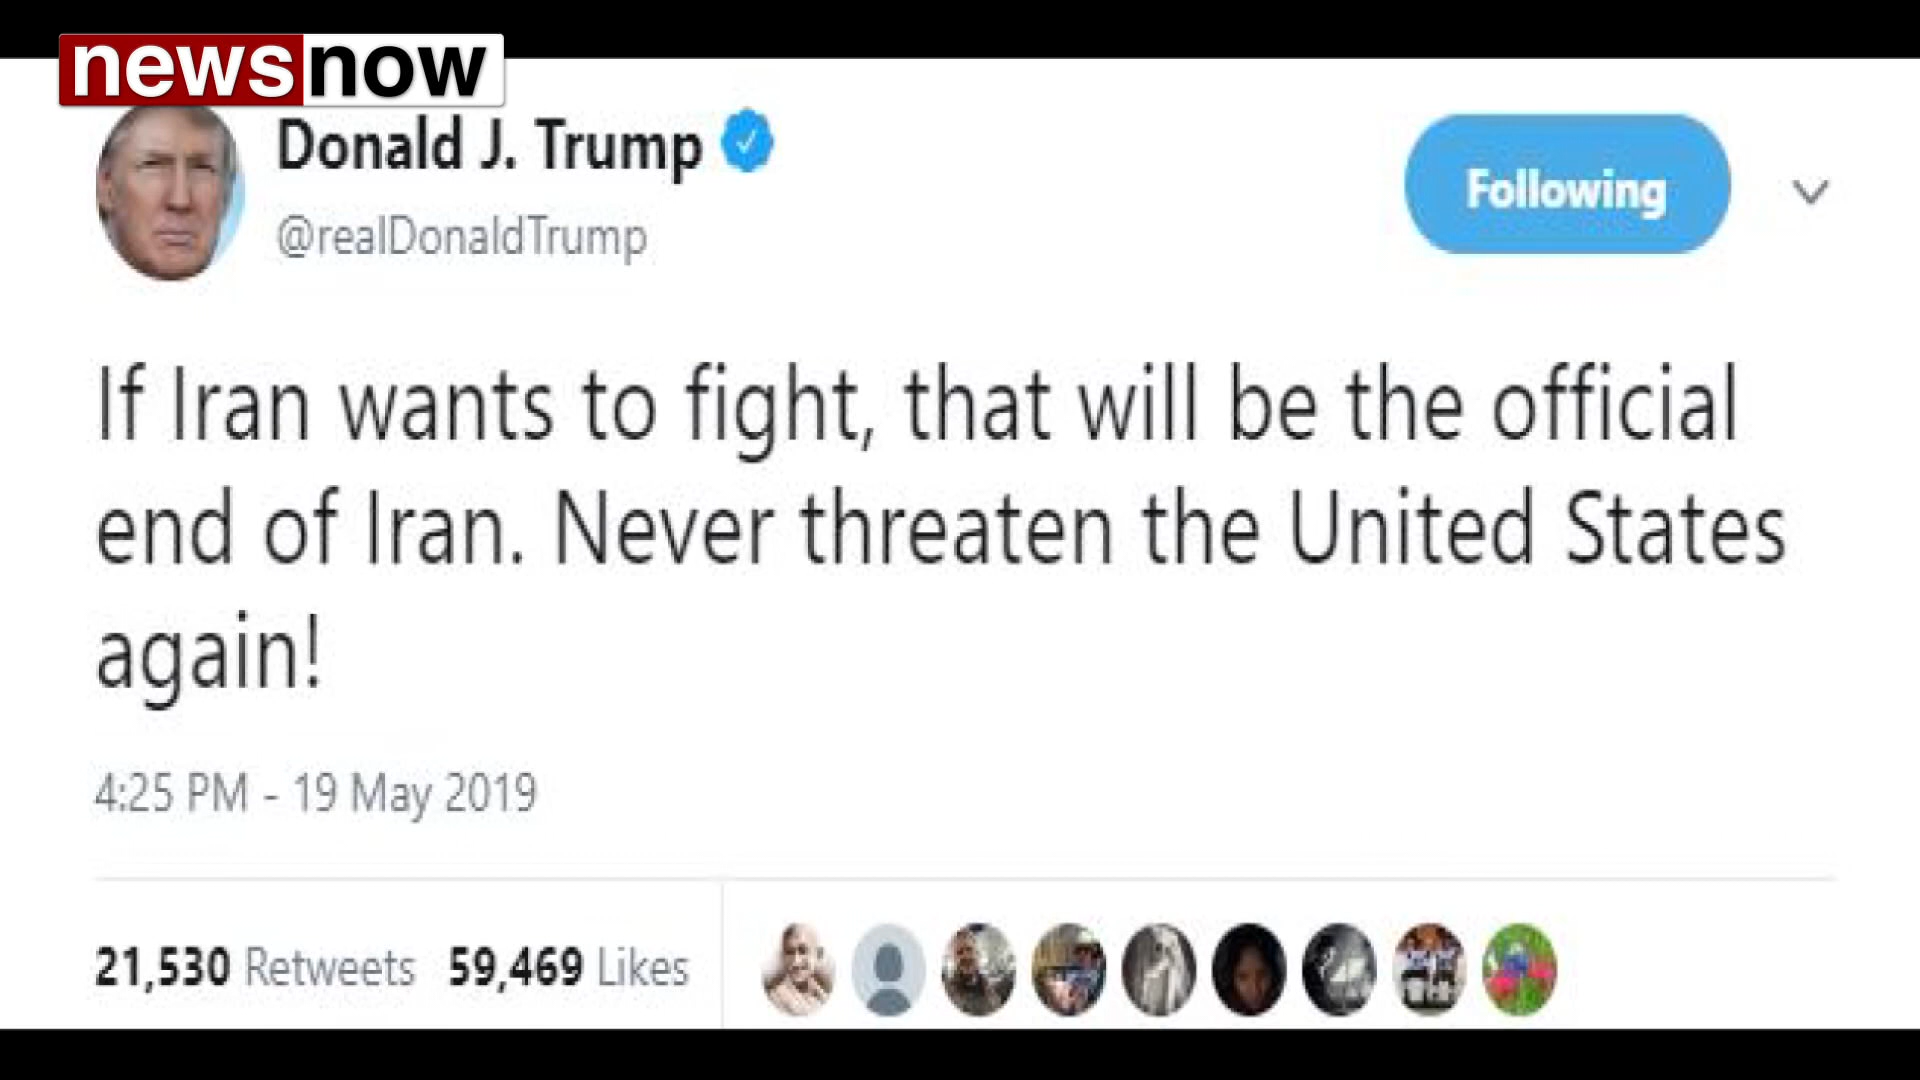 newsnow
Donald J. Trump
@realDonaldTrump
Following
If Iran wants to fight, that will be the official
end of Iran. Never threaten the United States
again!
4:25 PM - 19 May 2019
21,530 Retweets 59,469 Likes